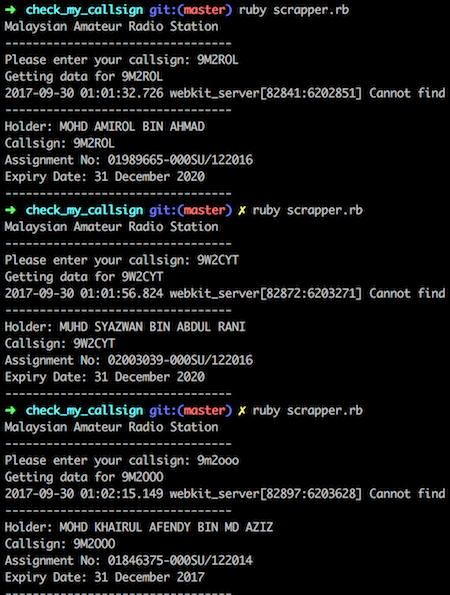 ➜ check_my_callsign git:(master) ruby scrapper.rb
Malaysian Amateur Radio Station
---------------------------------
Please enter your callsign: 9M2ROL
Getting data for 9M2ROL
2017-09-30 01:01:32.726 webkit_server[82841:6202851] Cannot find
---------------------------------
Holder: MOHD AMIROL BIN AHMAD
Callsign: 9M2ROL
Assignment No: 01989665-000SU/122016
Expiry Date: 31 December 2020
---------------------------------
➜ check_my_callsign git:(master) ✗ ruby scrapper.rb
Malaysian Amateur Radio Station
---------------------------------
Please enter your callsign: 9W2CYT
Getting data for 9W2CYT
2017-09-30 01:01:56.824 webkit_server[82872:6203271] Cannot find
---------------------------------
Holder: MUHD SYAZWAN BIN ABDUL RANI
Callsign: 9W2CYT
Assignment No: 02003039-000SU/122016
Expiry Date: 31 December 2020
---------------------------------
➜ check_my_callsign git:(master) ✗ ruby scrapper.rb
Malaysian Amateur Radio Station
---------------------------------
Please enter your callsign: 9m2ooo
Getting data for 9M2OOO
2017-09-30 01:02:15.149 webkit_server[82897:6203628] Cannot find
---------------------------------
Holder: MOHD KHAIRUL AFENDY BIN MD AZIZ
Callsign: 9M2OOO
Assignment No: 01846375-000SU/122014
Expiry Date: 31 December 2017
---------------------------------